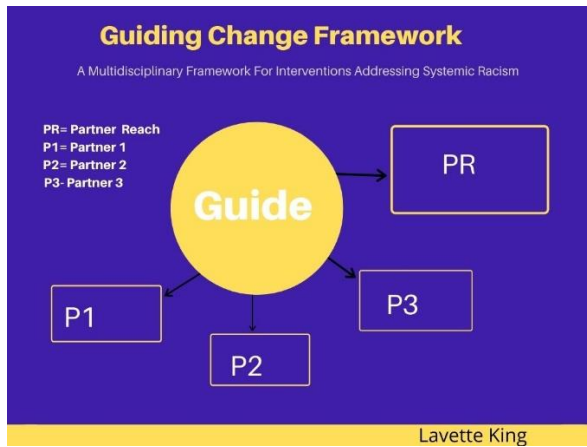 Guiding Change Framework
A Multidisciplinary Framework For Interventions Addressing Systemic Racism
PR= Partner Reach
P1= Partner 1
P2= Partner 2
P3- Partner 3
Guide
PR
P1
P2
P3
Lavette King